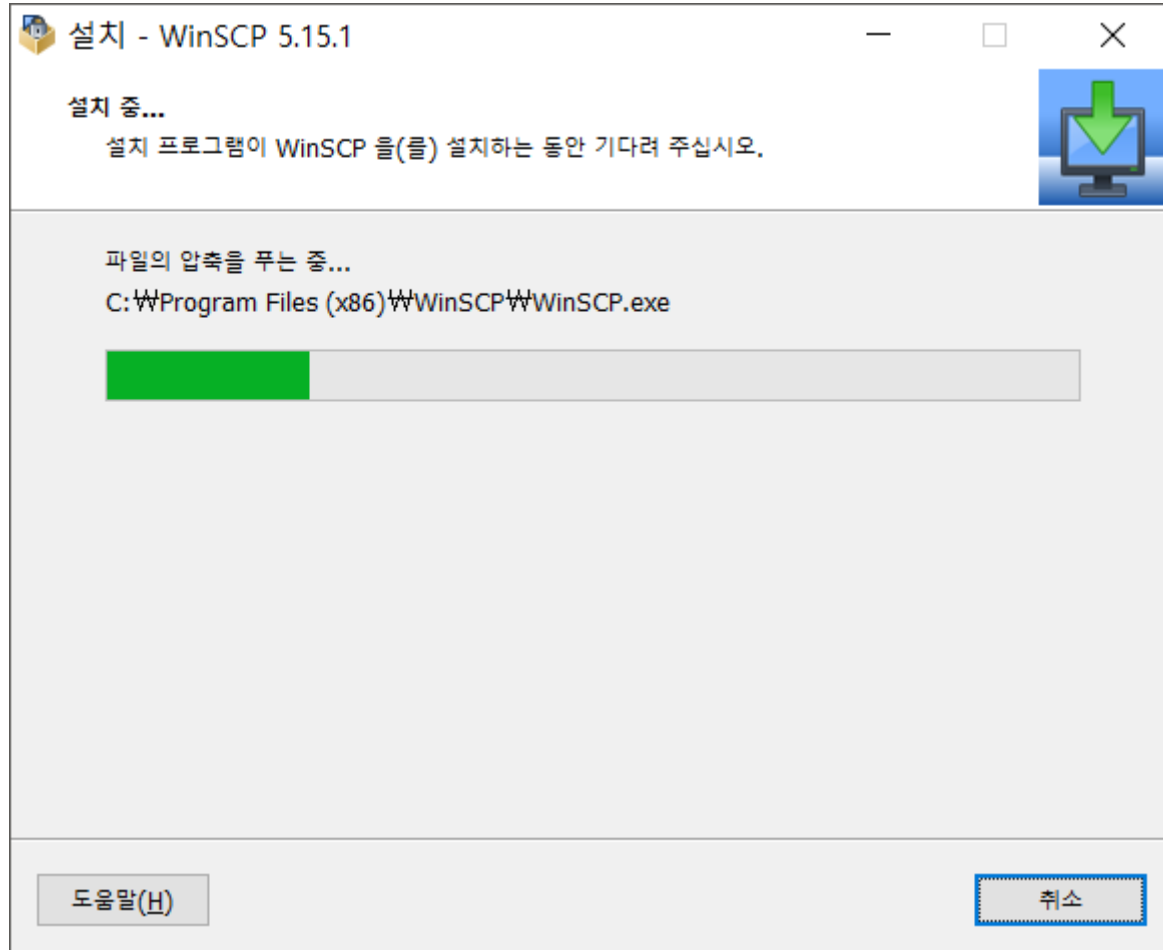 설치 - WinSCP 5.15.1
설치 중...
설치 프로그램이 WinSCP 을(를) 설치하는 동안 기다려 주십시오.
파일의 압축을 푸는 중...
C:₩Program Files (x86)₩WinSCP₩WinSCP.exe
도움말(H)
취소